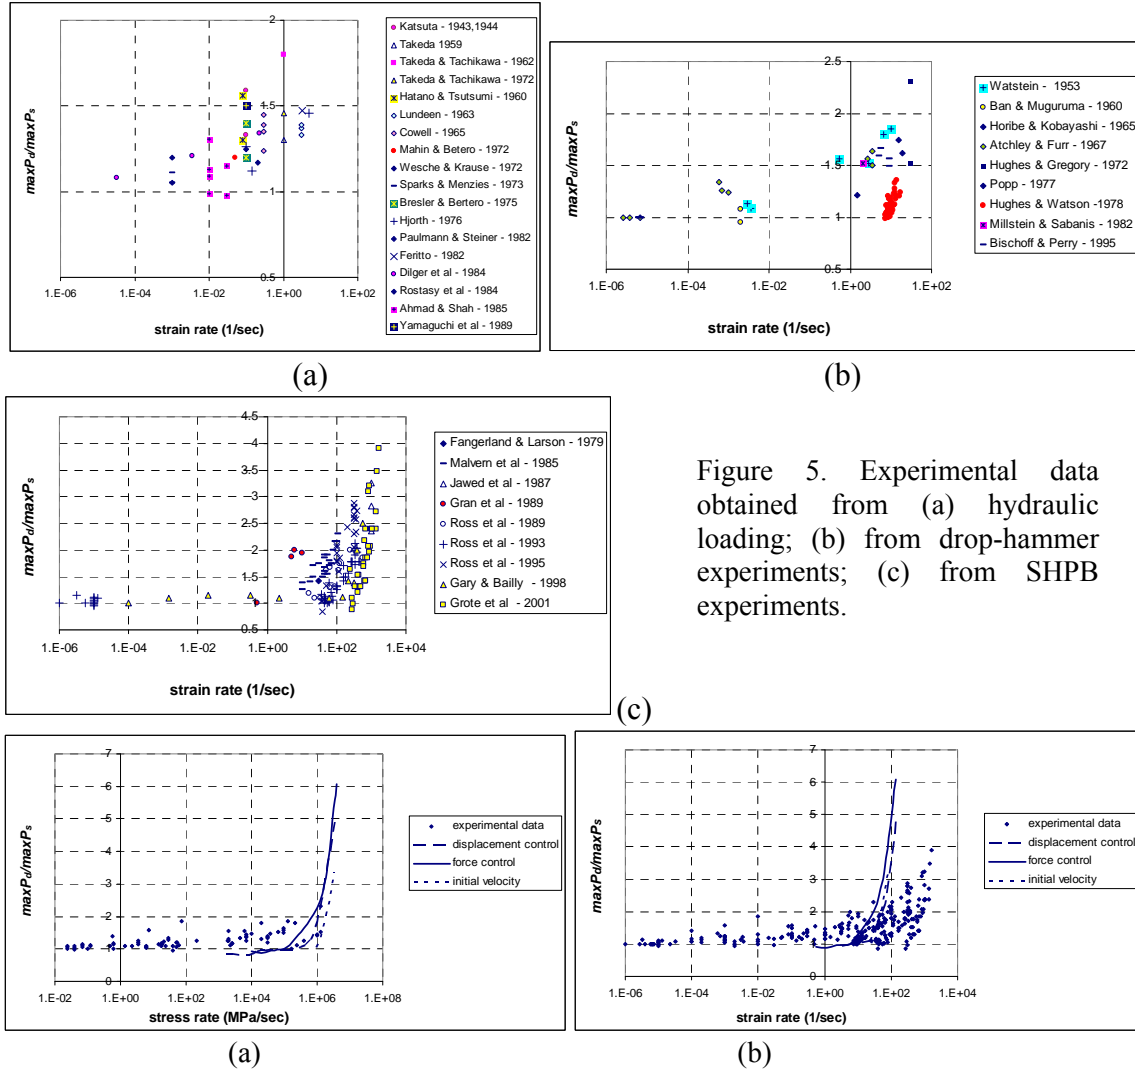 2
1.5
1
0.5
1.E-06
1.E-04
1.E-02
1.E+00
1.E+02
maxPd/maxPs
strain rate (1/sec)
Katsuta - 1943,1944
Takeda 1959
Takeda & Tachikawa - 1962
Takeda & Tachikawa - 1972
Hatano & Tsutsumi - 1960
Lundeen - 1963
Cowell - 1965
Mahin & Betero - 1972
Wesche & Krause - 1972
Sparks & Menzies - 1973
Bresler & Bertero - 1975
Hjorth - 1976
Paulmann & Steiner - 1982
Feritto - 1982
Dilger et al - 1984
Rostasy et al - 1984
Ahmad & Shah - 1985
Yamaguchi et al - 1989
(a)
2.5
2
1.5
1
0.5
1.E-06
1.E-04
1.E-02
1.E+00
1.E+02
maxPd/maxPs
strain rate (1/sec)
Watstein - 1953
Ban & Muguruma - 1960
Horibe & Kobayashi - 1965
Atchley & Furr - 1967
Hughes & Gregory - 1972
Popp - 1977
Hughes & Watson -1978
Millstein & Sabanis - 1982
Bischoff & Perry - 1995
(b)
4.5
4
3.5
3
2.5
2
1.5
1
0.5
1.E-06
1.E-04
1.E-02
1.E+00
1.E+02
1.E+04
maxPd/maxPs
strain rate (1/sec)
Fangerland & Larson - 1979
Malvern et al - 1985
Jawed et al - 1987
Gran et al - 1989
Ross et al - 1989
Ross et al - 1993
Ross et al - 1995
Gary & Bailly - 1998
Grote et al - 2001
(c)
Figure 5. Experimental data
obtained from (a) hydraulic
loading; (b) from drop-hammer
experiments; (c) from SHPB
experiments.
7
6
5
4
3
2
1
0
1.E-02
1.E+00
1.E+02
1.E+04
1.E+06
1.E+08
maxPd/maxPs
stress rate (MPa/sec)
experimental data
displacement control
force control
initial velocity
(a)
7
6
5
4
3
2
1
0
1.E-06
1.E-04
1.E-02
1.E+00
1.E+02
1.E+04
maxPd/maxPs
strain rate (1/sec)
experimental data
displacement control
force control
initial velocity
(b)